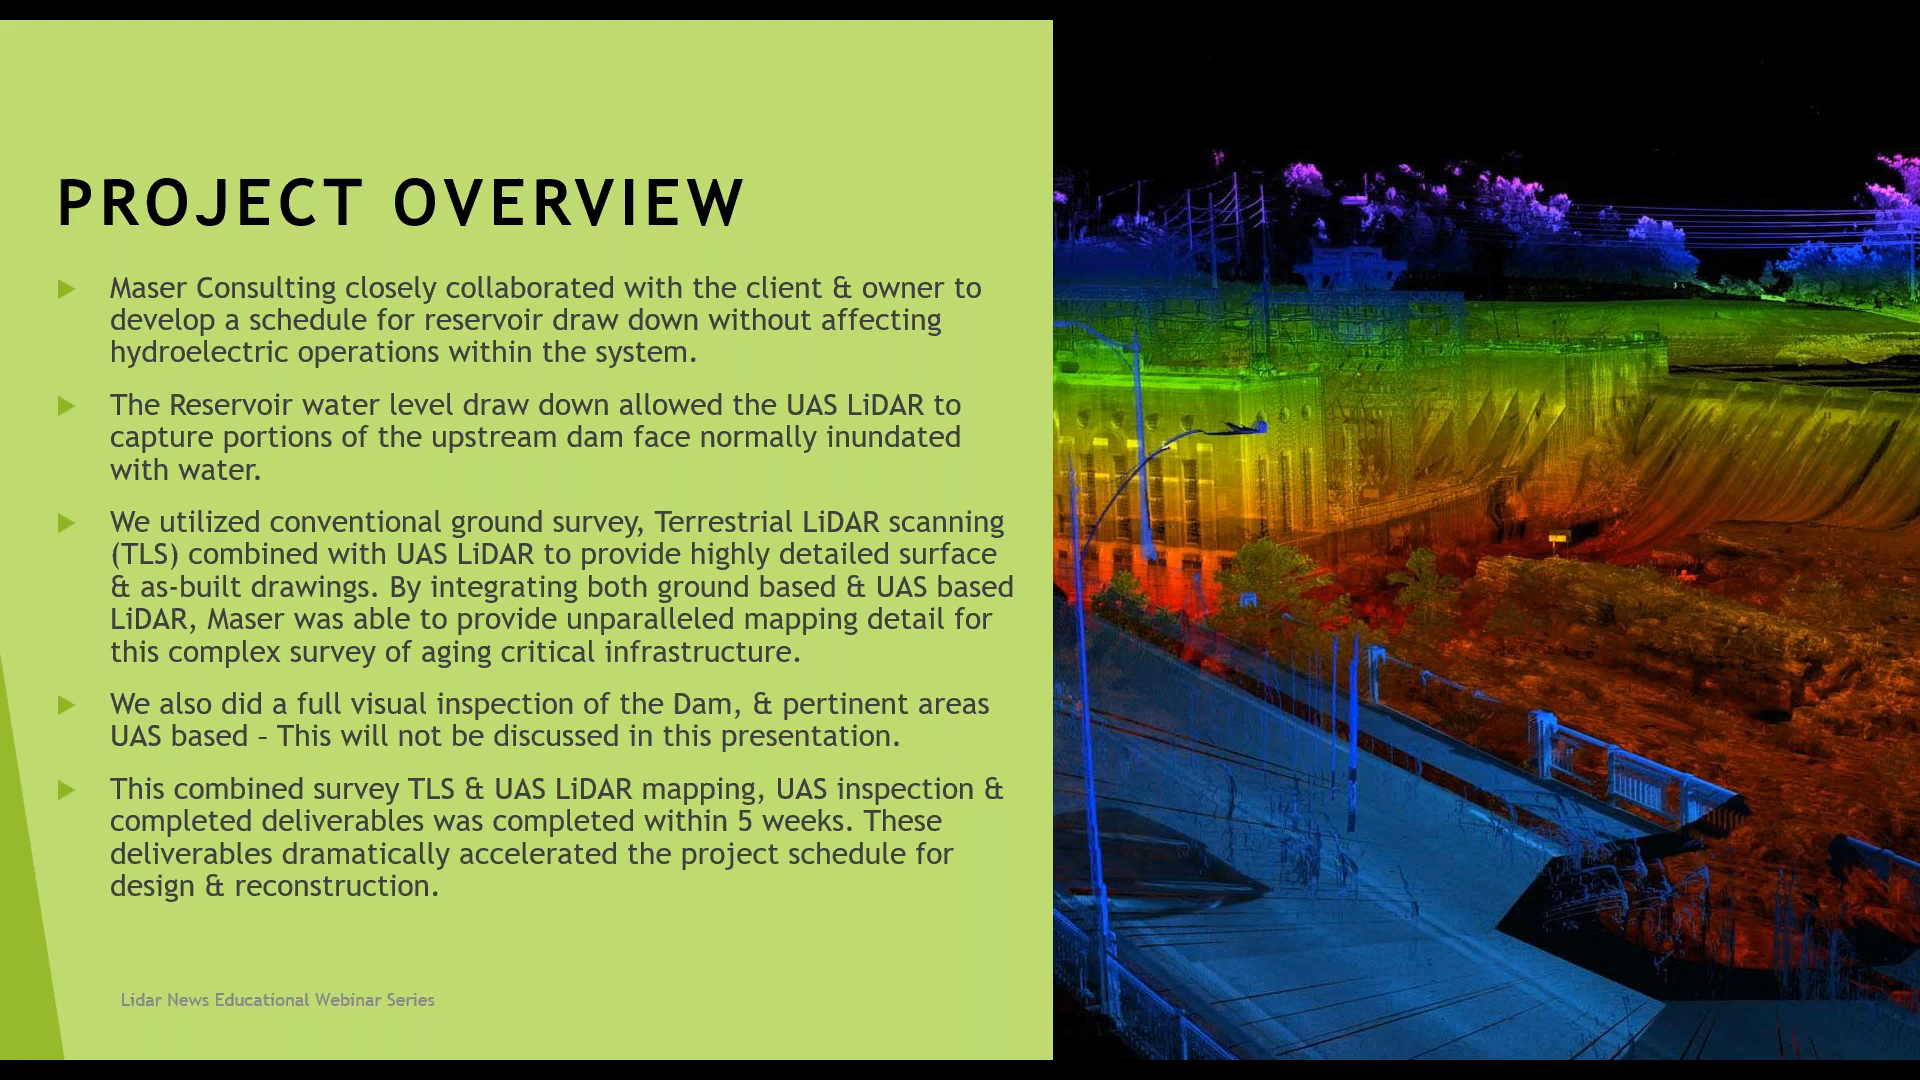 PROJECT OVERVIEW
Maser Consulting closely collaborated with the client & owner to
develop a schedule for reservoir draw down without affecting
hydroelectric operations within the system.
The Reservoir water level draw down allowed the UAS LiDAR to
capture portions of the upstream dam face normally inundated
with water.
We utilized conventional ground survey, Terrestrial LiDAR scanning
(TLS) combined with UAS LiDAR to provide highly detailed surface
& as-built drawings. By integrating both ground based & UAS based
LiDAR, Maser was able to provide unparalleled mapping detail for
this complex survey of aging critical infrastructure.
We also did a full visual inspection of the Dam, & pertinent areas
UAS based – This will not be discussed in this presentation.
This combined survey TLS & UAS LiDAR mapping, UAS inspection &
completed deliverables was completed within 5 weeks. These
deliverables dramatically accelerated the project schedule for
design & reconstruction.
Lidar News Educational Webinar Series